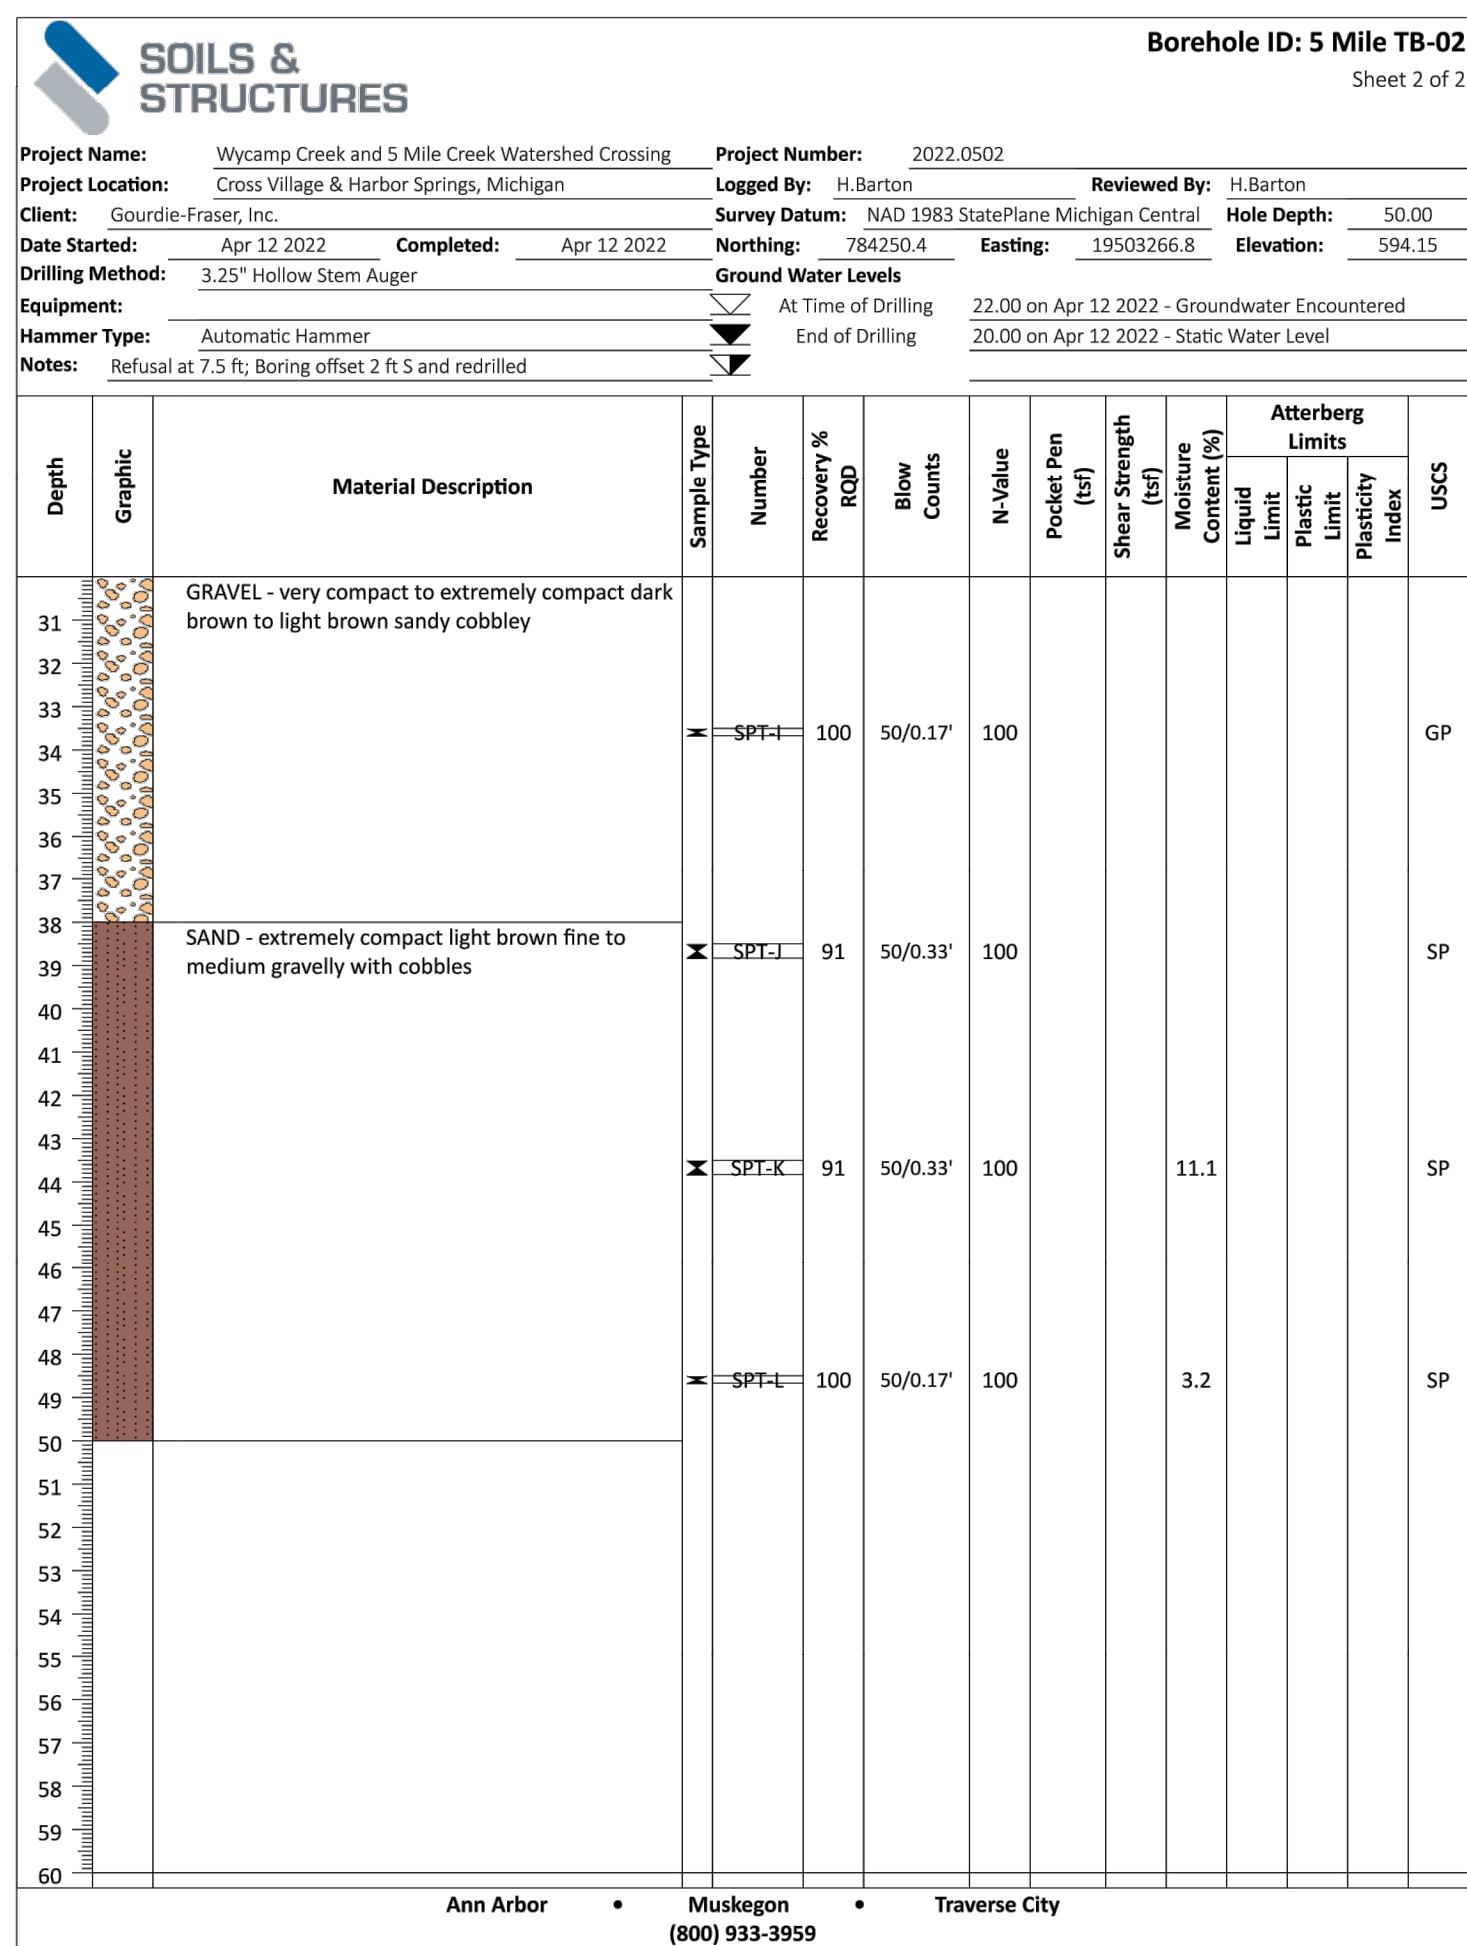 SOILS &
STRUCTURES
Borehole ID: 5 Mile TB-02
Sheet 2 of 2
Project Name: Wycamp Creek and 5 Mile Creek Watershed Crossing Project Number: 2022.0502
Project Location: Cross Village & Harbor Springs, Michigan Logged By: H.Barton Reviewed By: H.Barton
Client: Gourdie-Fraser, Inc. Survey Datum: NAD 1983 StatePlane Michigan Central Hole Depth: 50.00
Date Started: Apr 12 2022 Completed: Apr 12 2022 Northing: 784250.4 Easting: 19503266.8 Elevation: 594.15
Drilling Method: 3.25" Hollow Stem Auger Ground Water Levels
Equipment: At Time of Drilling 22.00 on Apr 12 2022 - Groundwater Encountered
Hammer Type: Automatic Hammer End of Drilling 20.00 on Apr 12 2022 - Static Water Level
Notes: Refusal at 7.5 ft; Boring offset 2 ft S and redrilled
Depth
Graphic
Material Description
Sample Type
Number
Recovery %
RQD
Blow
Counts
N-Value
Pocket Pen
(tsf)
Shear Strength
(tsf)
Moisture
Content (%)
Atterberg
Limits
Liquid
Limit
Plastic
Limit
Plasticity
Index
USCS
GRAVEL - very compact to extremely compact dark
brown to light brown sandy cobbley
31
32
33
SPT-I 100 50/0.17' 100 GP
34
35
36
37
38
SAND - extremely compact light brown fine to
medium gravelly with cobbles
SPT-J 91 50/0.33' 100 SP
39
40
41
42
43
SPT-K 91 50/0.33' 100 11.1 SP
44
45
46
47
48
SPT-L 100 50/0.17' 100 3.2 SP
49
50
51
52
53
54
55
56
57
58
59
60
Ann Arbor • Muskegon • Traverse City
(800) 933-3959